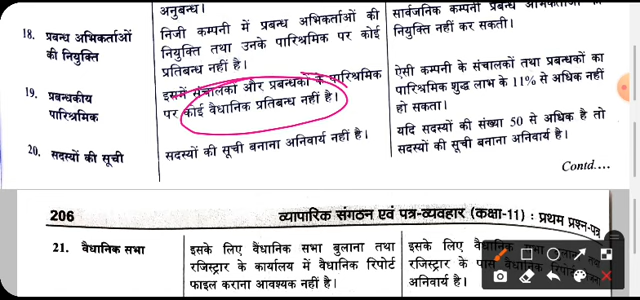 अनुबन्ध।
18. प्रबन्ध अभिकर्ताओं की नियुक्ति
निजी कम्पनी में प्रबन्ध अभिकर्ताओं की
नियुक्ति तथा उनके पारिश्रमिक पर कोई
प्रतिबन्ध नहीं है।
सार्वजनिक कम्पनी प्रबन्ध
नियुक्ति नहीं कर सकती।
19. प्रबन्धकीय पारिश्रमिक
इसमें संचालकों और प्रबन्धकों के पारिश्रमिक
पर कोई वैधानिक प्रतिबन्ध नहीं है।
ऐसी कम्पनी के संचालकों तथा प्रबन्धकों का
पारिश्रमिक शुद्ध लाभ के 11% से अधिक नहीं
हो सकता।
20. सदस्यों की सूची
सदस्यों की सूची बनाना अनिवार्य नहीं है।
यदि सदस्यों की संख्या 50 से अधिक है तो
सदस्यों की सूची बनाना अनिवार्य है।
Contd....
206
व्यापारिक संगठन एवं पत्र-व्यवहार (कक्षा-11) : प्रथम प्रश्न-पत्र
21. वैधानिक सभा
इसके लिए वैधानिक सभा बुलाना तथा
रजिस्ट्रार के कार्यालय में वैधानिक रिपोर्ट
फाइल कराना आवश्यक नहीं है।
इसके लिए वैधानिक सभा
रजिस्ट्रार के पास
अनिवार्य है।